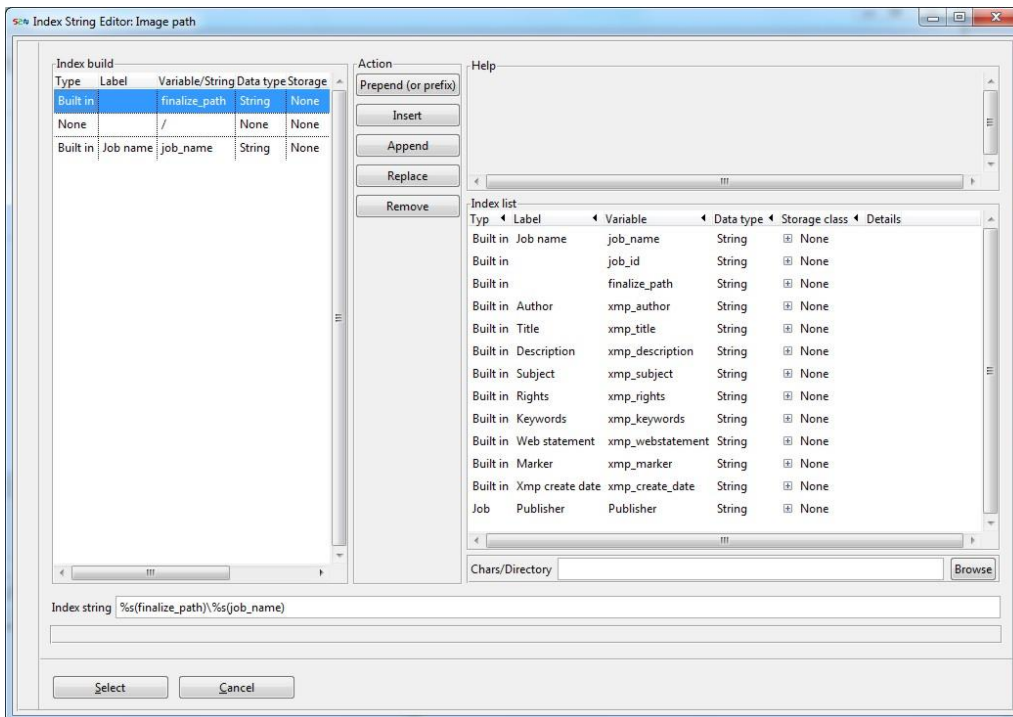 Index String Editor: Image path
Index build
Type Label Variable/String Data type Storage
Built in finalize_path String None
None / None None
Built in Job name job_name String None
Action
Prepend (or prefix)
Insert
Append
Replace
Remove
Help
Index list
Typ Label Variable Data type Storage class Details
Built in Job name job_name String None
Built in job_id String None
Built in finalize_path String None
Built in Author xmp_author String None
Built in Title xmp_title String None
Built in Description xmp_description String None
Built in Subject xmp_subject String None
Built in Rights xmp_rights String None
Built in Keywords xmp_keywords String None
Built in Web statement xmp_webstatement String None
Built in Marker xmp_marker String None
Built in Xmp create date xmp_create_date String None
Job Publisher Publisher String None
Chars/Directory Browse
Index string %s(finalize_path)\%s(job_name)
Select Cancel